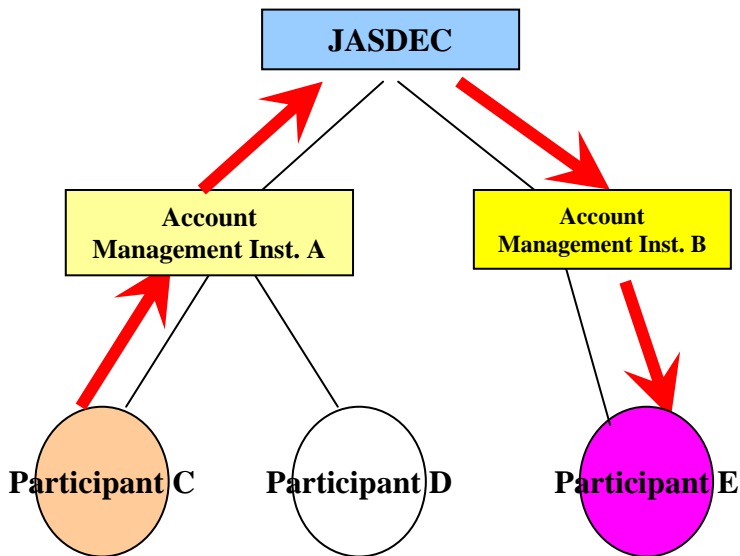 JASDEC
Account
Management Inst. A
Account
Management Inst. B
Participant C
Participant D
Participant E